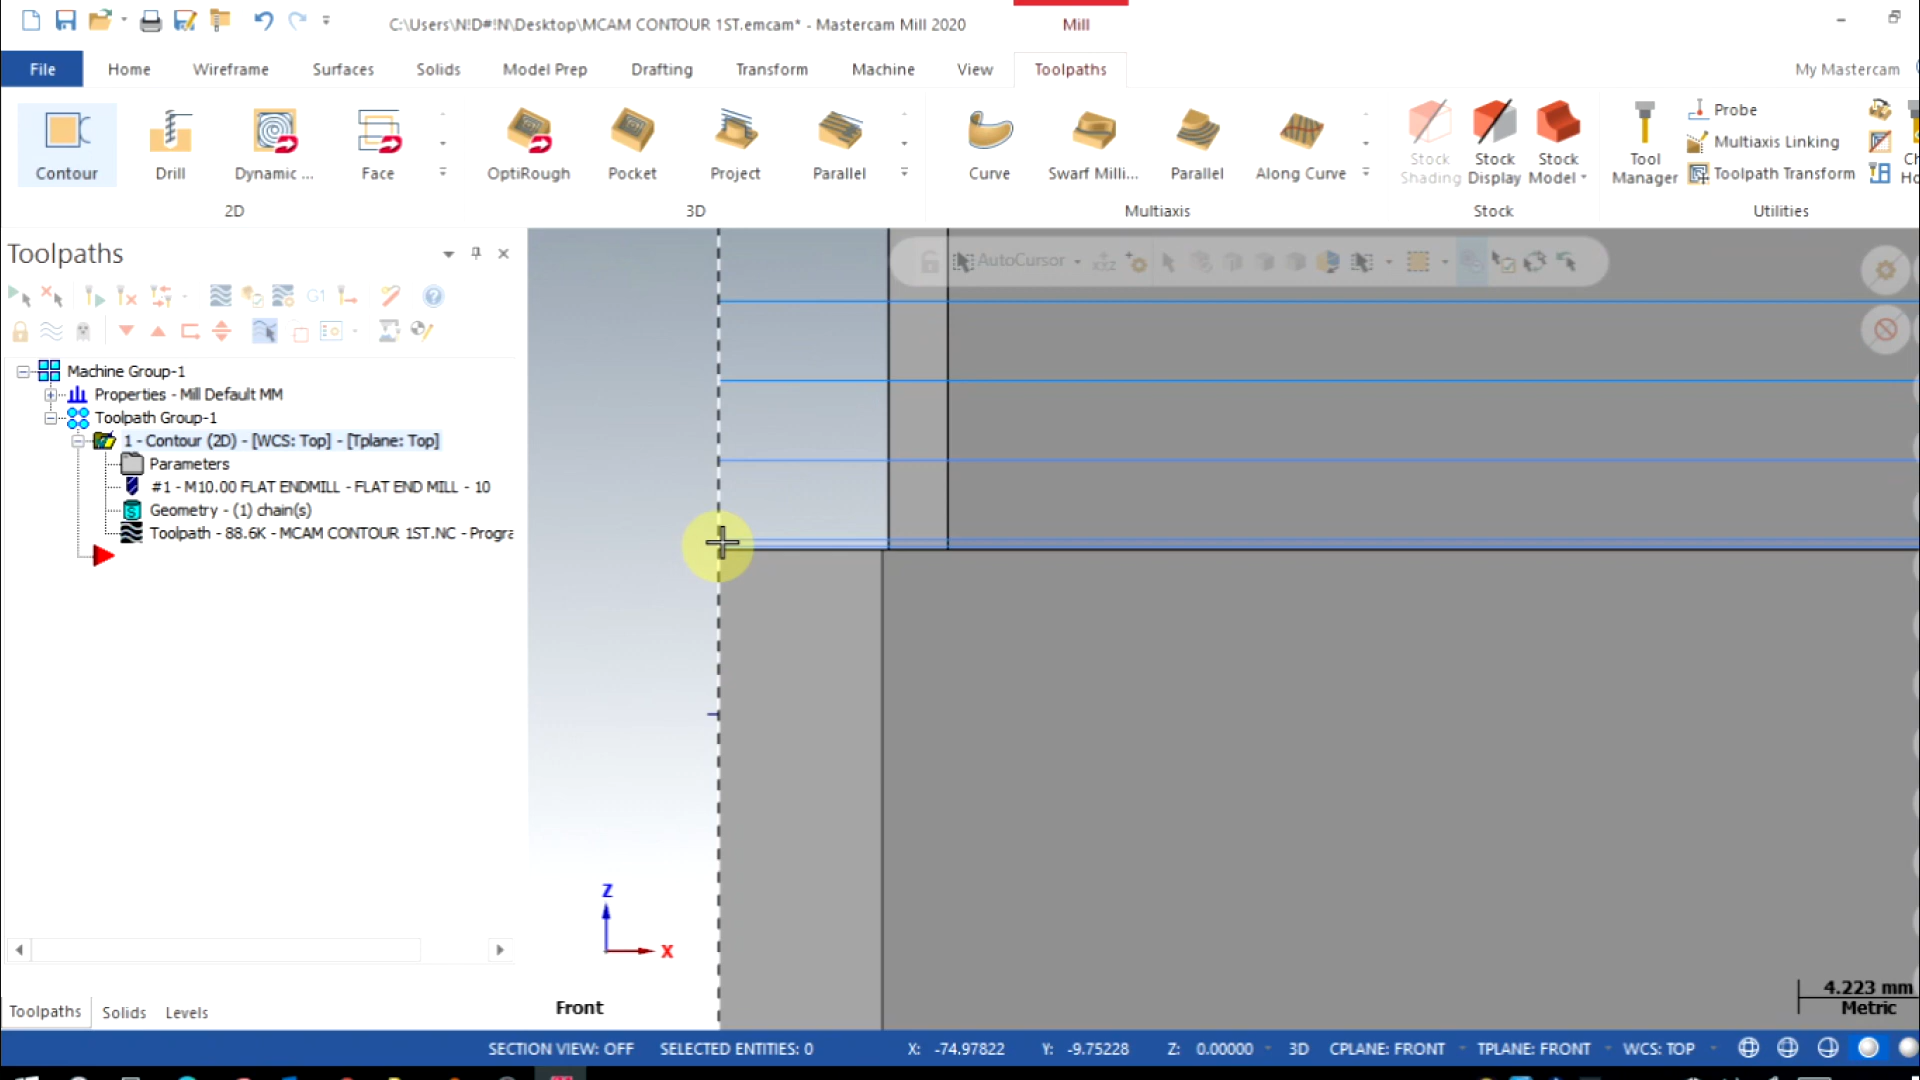 C:\Users\N!D#!N\Desktop\MCAM CONTOUR 1ST.emcam* - Mastercam Mill 2020
Mill
File Home Wireframe Surfaces Solids Model Prep Drafting Transform Machine View Toolpaths My Mastercam
Contour Drill Dynamic ... Face OptiRough Pocket Project Parallel Curve Swarf Milli... Parallel Along Curve
Stock Shading Stock Display Stock Model Tool Manager
Probe
Multiaxis Linking
Toolpath Transform
2D 3D Multiaxis Stock Utilities
Toolpaths
AutoCursor
G1
Machine Group-1
Properties - Mill Default MM
Toolpath Group-1
1 - Contour (2D) - [WCS: Top] - [Tplane: Top]
Parameters
#1 - M10.00 FLAT ENDMILL - FLAT END MILL - 10
Geometry - (1) chain(s)
Toolpath - 88.6K - MCAM CONTOUR 1ST.NC - Progra
Z
X
Front
4.223 mm
Metric
Toolpaths Solids Levels
SECTION VIEW: OFF SELECTED ENTITIES: 0 X: -74.97822 Y: -9.75228 Z: 0.00000 3D CPLANE: FRONT TPLANE: FRONT WCS: TOP